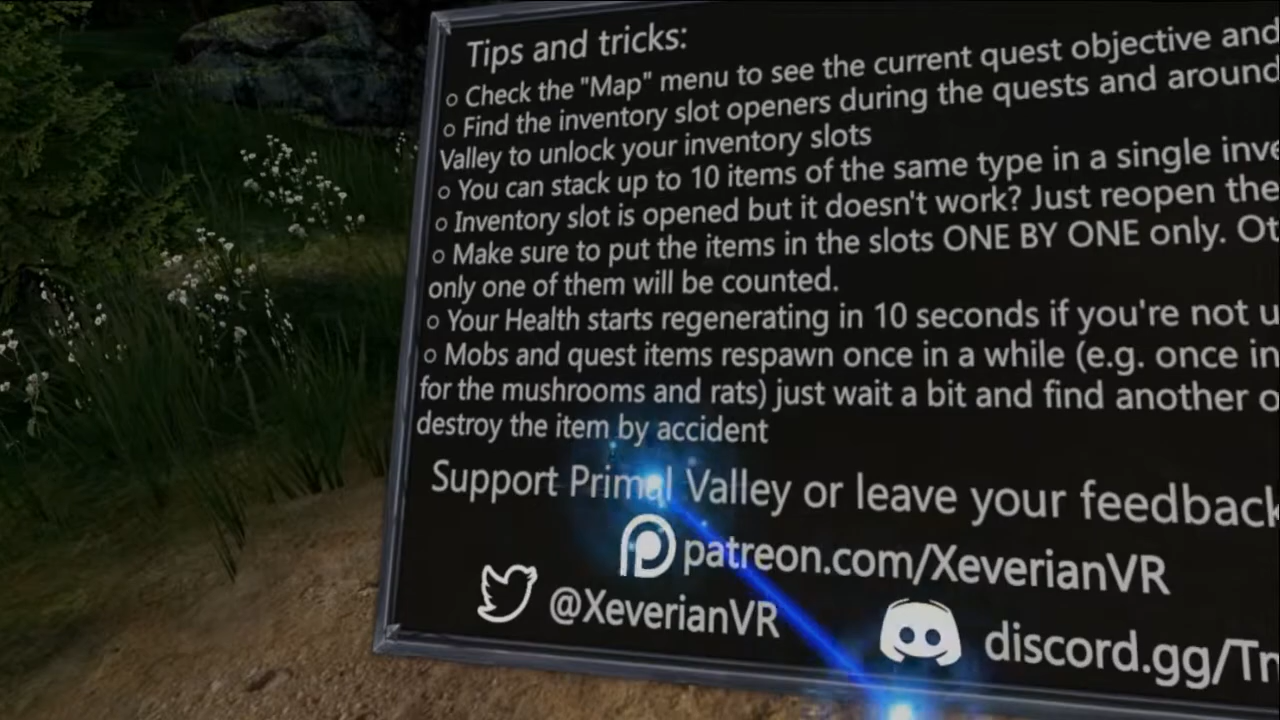 Tips and tricks:
○ Check the "Map" menu to see the current quest objective and
○ Find the inventory slot openers during the quests and around
Valley to unlock your inventory slots
○ You can stack up to 10 items of the same type in a single inve
○ Inventory slot is opened but it doesn't work? Just reopen the
○ Make sure to put the items in the slots ONE BY ONE only. Ot
only one of them will be counted.
○ Your Health starts regenerating in 10 seconds if you're not u
○ Mobs and quest items respawn once in a while (e.g. once in
for the mushrooms and rats) just wait a bit and find another o
destroy the item by accident
Support Primal Valley or leave your feedback
patreon.com/XeverianVR
@XeverianVR
discord.gg/Tm